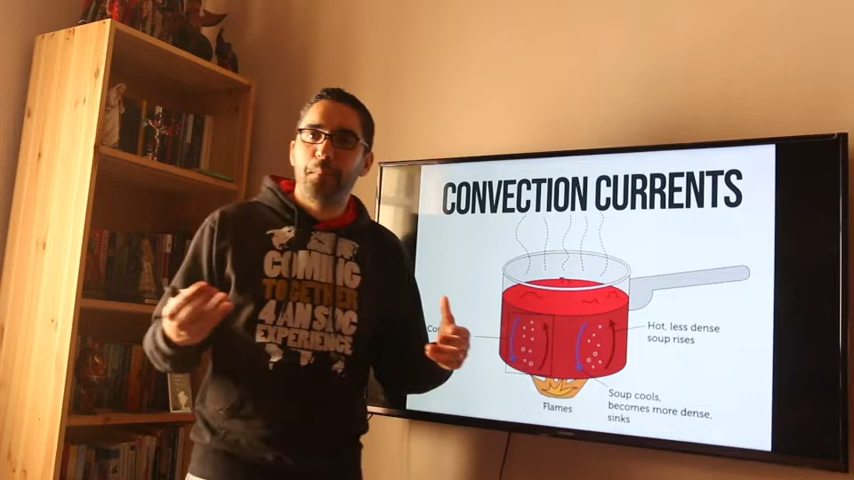 CONVECTION CURRENTS
COMING
TOGETHER
EXPERIENCE
Hot, less dense
soup rises
Soup cools,
becomes more dense,
sinks
Flames